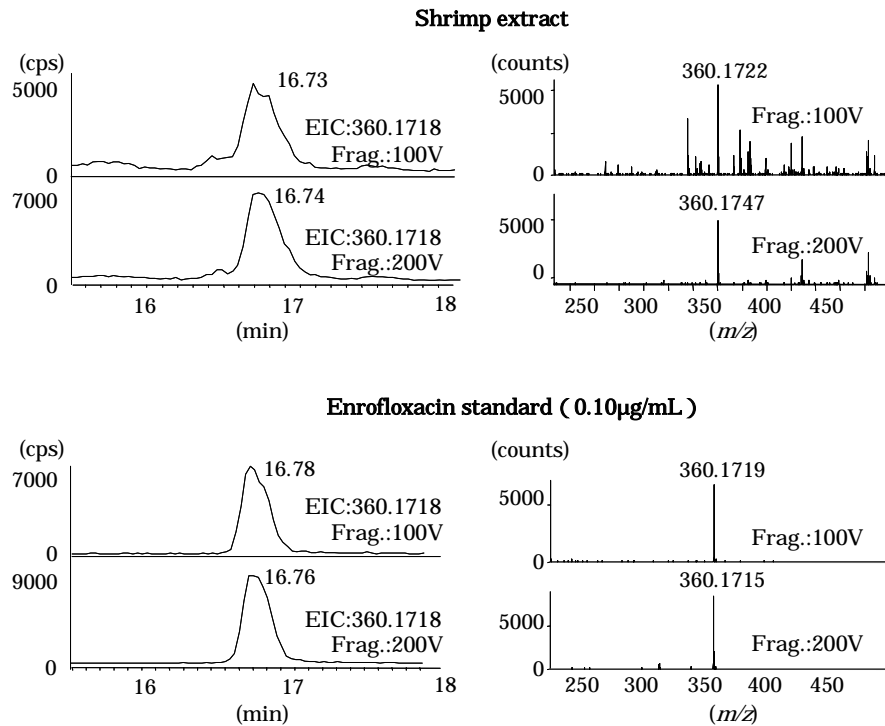 Shrimp extract
(cps)
5000
16.73
EIC:360.1718
Frag.:100V
0
7000
16.74
EIC:360.1718
Frag.:200V
0
16 17 18
(min)
(counts)
360.1722
5000
Frag.:100V
0
360.1747
5000
Frag.:200V
0
250 300 350 400 450
(m/z)
Enrofloxacin standard ( 0.10µg/mL )
(cps)
7000
16.78
EIC:360.1718
Frag.:100V
0
9000
16.76
EIC:360.1718
Frag.:200V
0
16 17 18
(min)
(counts)
360.1719
5000
Frag.:100V
0
360.1715
5000
Frag.:200V
0
250 300 350 400 450
(m/z)